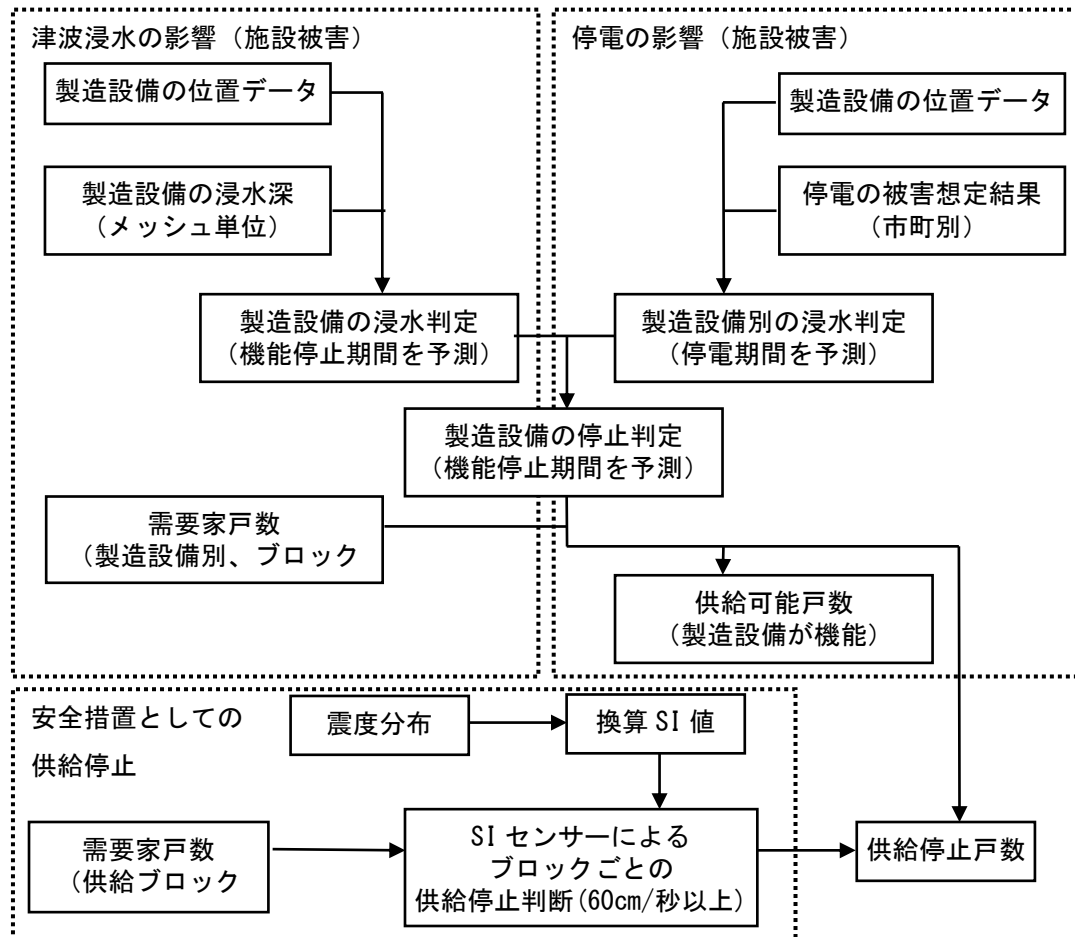 津波浸水の影響（施設被害）
製造設備の位置データ
製造設備の浸水深
（メッシュ単位）
製造設備の浸水判定
（機能停止期間を予測）
停電の影響（施設被害）
製造設備の位置データ
停電の被害想定結果
（市町別）
製造設備別の浸水判定
（停電期間を予測）
製造設備の停止判定
（機能停止期間を予測）
需要家戸数
（製造設備別、ブロック
供給可能戸数
（製造設備が機能）
安全措置としての
供給停止
震度分布
換算 SI 値
需要家戸数
（供給ブロック
SI センサーによる
ブロックごとの
供給停止判断(60cm/秒以上)
供給停止戸数